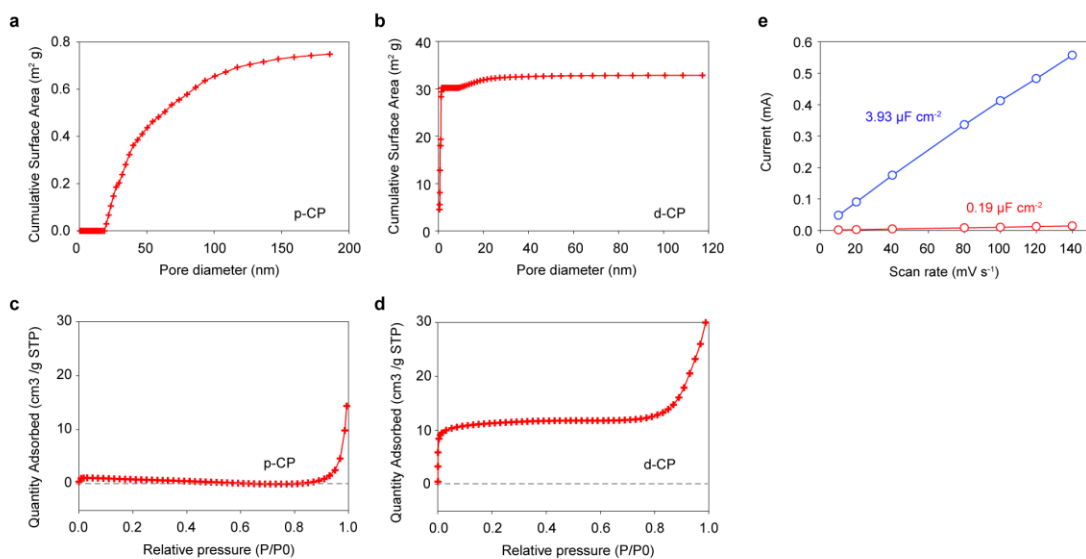 a
Cumulative Surface Area (m² g)
0.8
0.6
0.4
0.2
0
p-CP
0
50
100
150
200
Pore diameter (nm)
b
Cumulative Surface Area (m² g)
40
30
20
10
0
d-CP
0
20
40
60
80
100
120
Pore diameter (nm)
e
Current (mA)
0.6
0.5
0.4
0.3
0.2
0.1
0
3.93 µF cm⁻²
0.19 µF cm⁻²
0
20
40
60
80
100
120
140
Scan rate (mV s⁻¹)
c
Quantity Adsorbed (cm3 /g STP)
30
20
10
0
p-CP
0.0
0.2
0.4
0.6
0.8
1.0
Relative pressure (P/P0)
d
Quantity Adsorbed (cm3 /g STP)
30
20
10
0
d-CP
0.0
0.2
0.4
0.6
0.8
1.0
Relative pressure (P/P0)